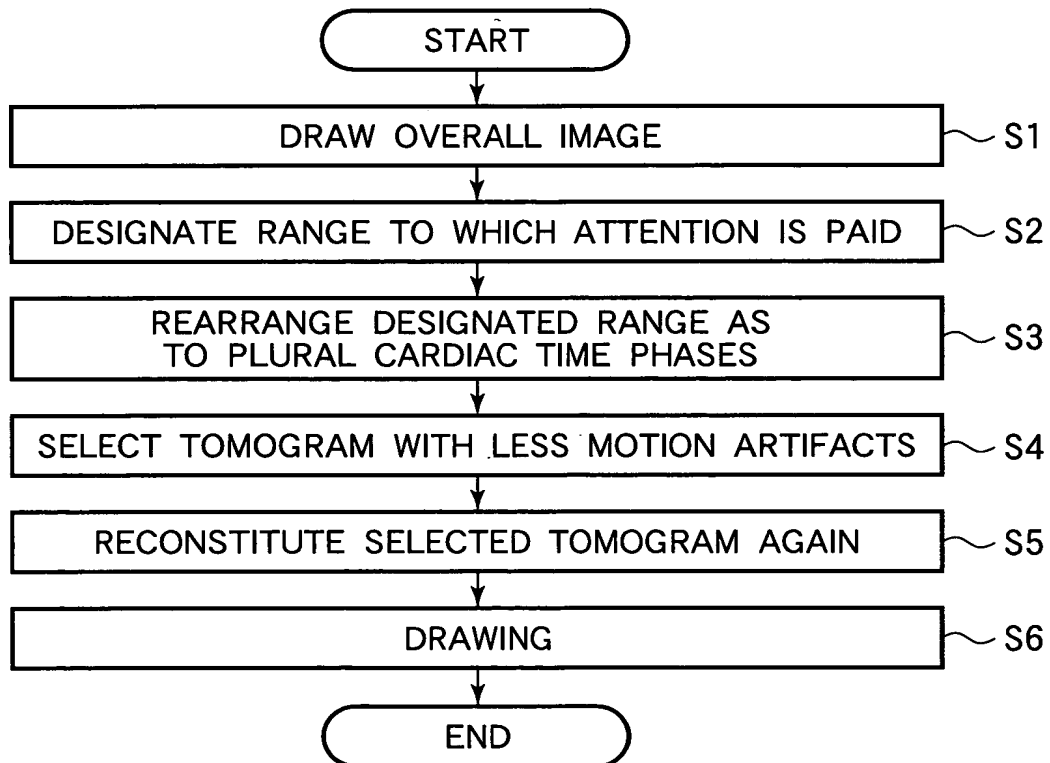 START
DRAW OVERALL IMAGE
S1
DESIGNATE RANGE TO WHICH ATTENTION IS PAID
S2
REARRANGE DESIGNATED RANGE AS
TO PLURAL CARDIAC TIME PHASES
S3
SELECT TOMOGRAM WITH LESS MOTION ARTIFACTS
S4
RECONSTITUTE SELECTED TOMOGRAM AGAIN
S5
DRAWING
S6
END